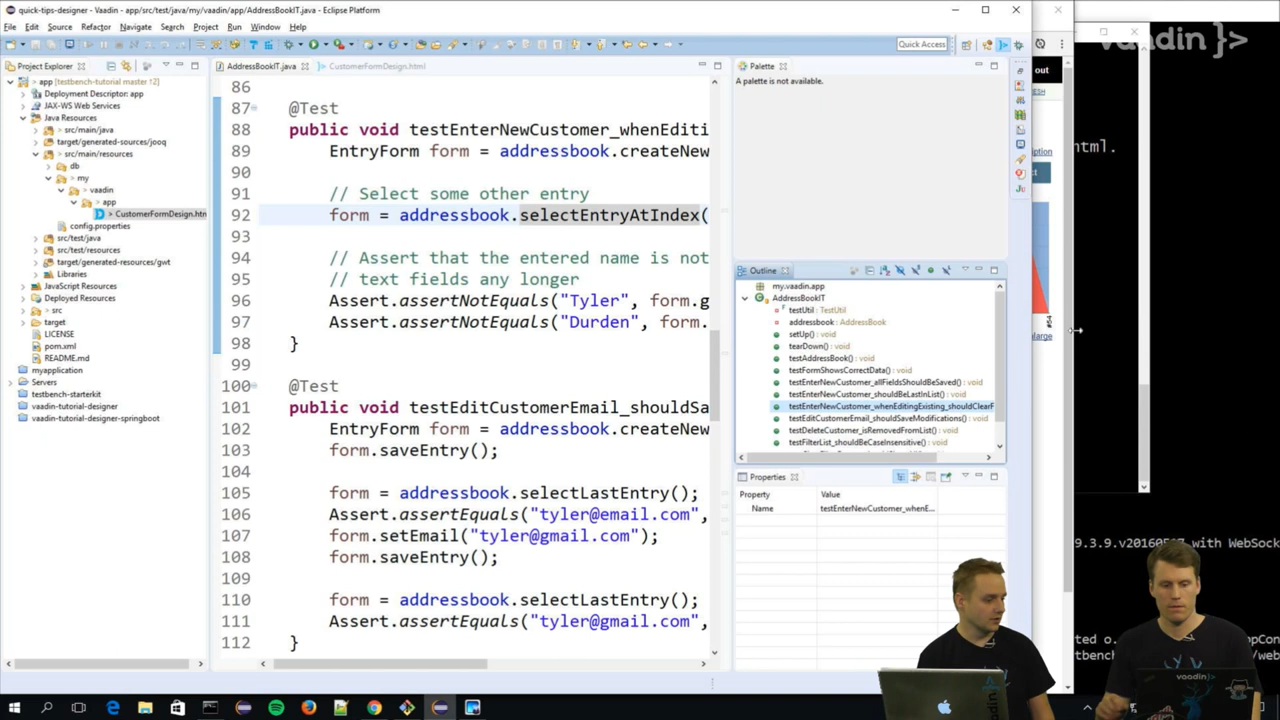 quick-tips-designer - Vaadin - app/src/test/java/my/vaadin/app/AddressBookIT.java - Eclipse Platform
File Edit Source Refactor Navigate Search Project Run Window Help
Quick Access
vaadin }>
Project Explorer
app [testbench-tutorial master ↑2]
Deployment Descriptor: app
JAX-WS Web Services
Java Resources
src/main/java
target/generated-sources/jooq
src/main/resources
db
my
vaadin
app
> CustomerFormDesign.htm
config.properties
src/test/java
src/test/resources
target/generated-resources/gwt
Libraries
JavaScript Resources
Deployed Resources
> src
target
LICENSE
pom.xml
README.md
myapplication
Servers
testbench-starterkit
vaadin-tutorial-designer
vaadin-tutorial-designer-springboot
AddressBookIT.java
CustomerFormDesign.html
86
87 @Test
88 public void testEnterNewCustomer_whenEditi
89 EntryForm form = addressbook.createNew
90
91 // Select some other entry
92 form = addressbook.selectEntryAtIndex(
93
94 // Assert that the entered name is not
95 // text fields any longer
96 Assert.assertNotEquals("Tyler", form.g
97 Assert.assertNotEquals("Durden", form.
98 }
99
100 @Test
101 public void testEditCustomerEmail_shouldSa
102 EntryForm form = addressbook.createNew
103 form.saveEntry();
104
105 form = addressbook.selectLastEntry();
106 Assert.assertEquals("tyler@email.com",
107 form.setEmail("tyler@gmail.com");
108 form.saveEntry();
109
110 form = addressbook.selectLastEntry();
111 Assert.assertEquals("tyler@gmail.com",
112 }
Palette
A palette is not available.
Outline
my.vaadin.app
AddressBookIT
testUtil : TestUtil
addressbook : AddressBook
setUp() : void
tearDown() : void
testAddressBook() : void
testFormShowsCorrectData() : void
testEnterNewCustomer_allFieldsShouldBeSaved() : void
testEnterNewCustomer_shouldBeLastInList() : void
testEnterNewCustomer_whenEditingExisting_shouldClearF
testEditCustomerEmail_shouldSaveModifications() : void
testDeleteCustomer_isRemovedFromList() : void
testFilterList_shouldBeCaseInsensitive() : void
Properties
Property Value
Name testEnterNewCustomer_whenE...
out
ription
html.
nlarge
9.3.9.v20160517 with WebSock
vaadin }>